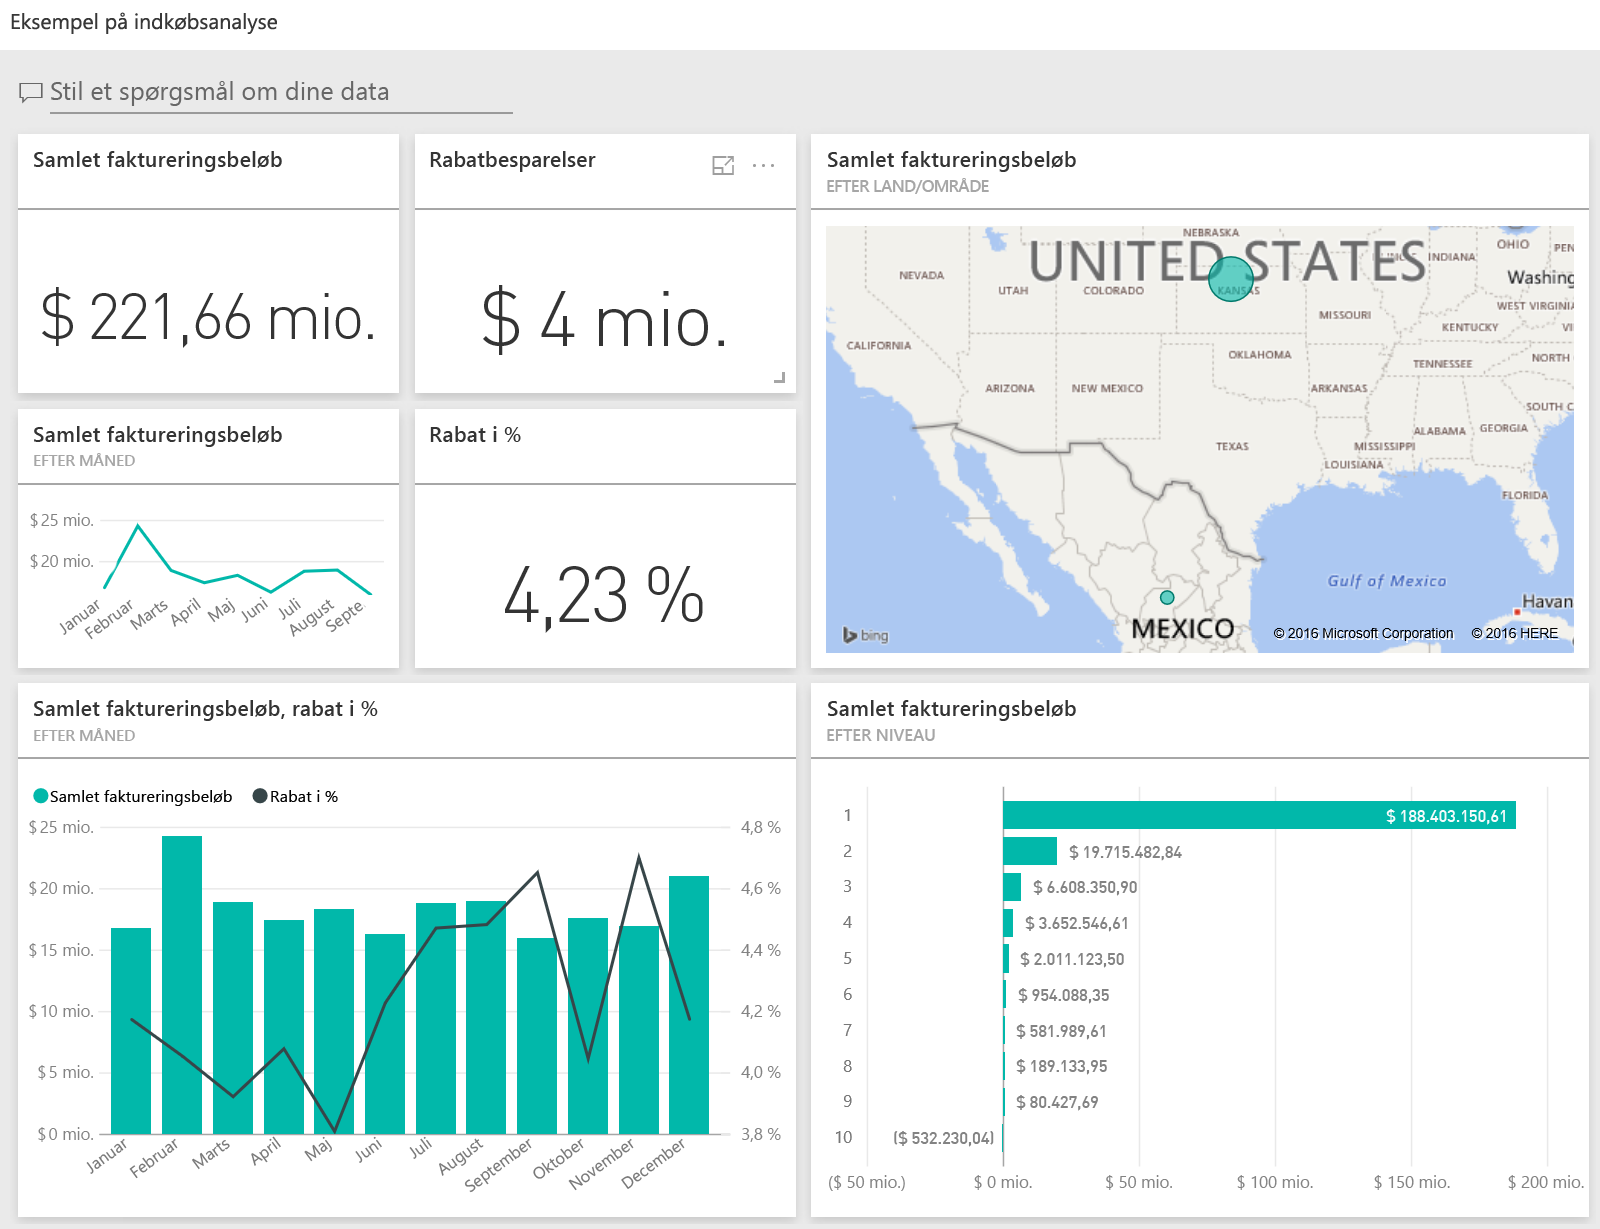 Eksempel på indkøbsanalyse
Stil et spørgsmål om dine data
Samlet faktureringsbeløb
$ 221,66 mio.
Rabatbesparelser
...
$ 4 mio.
Samlet faktureringsbeløb
EFTER LAND/OMRÅDE
NEBRASKA
UNITED STATES
OHIO
PEN
NEVADA
UTAH
COLORADO
KANSAS
INDIANA
Washing
WEST VIRGINIA
MISSOURI
KENTUCKY
VI
CALIFORNIA
OKLAHOMA
TENNESSEE
NORTH
ARIZONA
NEW MEXICO
ARKANSAS
SOUTH C
TEXAS
MISSISSIPPI
ALABAMA
GEORGIA
LOUISIANA
FLORIDA
Gulf of Mexico
Havan
MEXICO
bing
© 2016 Microsoft Corporation
© 2016 HERE
Samlet faktureringsbeløb
EFTER MÅNED
$ 25 mio.
$ 20 mio.
Januar
Februar
Marts
April
Maj
Juni
Juli
August
Septe.
Rabat i %
4,23 %
Samlet faktureringsbeløb, rabat i %
EFTER MÅNED
Samlet faktureringsbeløb
Rabat i %
$ 25 mio.
$ 20 mio.
$ 15 mio.
$ 10 mio.
$ 5 mio.
$ 0 mio.
4,8 %
4,6 %
4,4 %
4,2 %
4,0 %
3,8 %
Januar
Februar
Marts
April
Maj
Juni
Juli
August
September
Oktober
November
December
Samlet faktureringsbeløb
EFTER NIVEAU
1 $ 188.403.150,61
2 $ 19.715.482,84
3 $ 6.608.350,90
4 $ 3.652.546,61
5 $ 2.011.123,50
6 $ 954.088,35
7 $ 581.989,61
8 $ 189.133,95
9 $ 80.427,69
10 ($ 532.230,04)
($ 50 mio.) $ 0 mio. $ 50 mio. $ 100 mio. $ 150 mio. $ 200 mio.